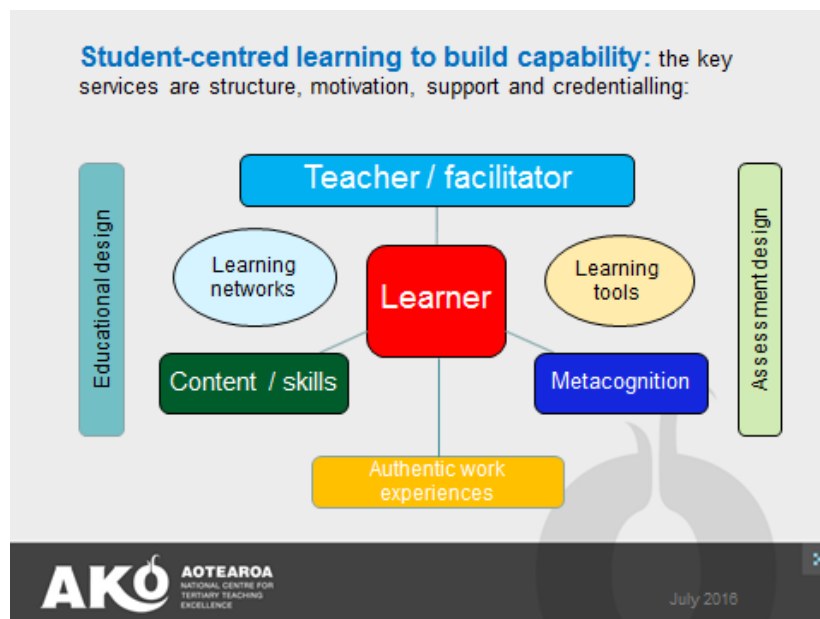 Student-centred learning to build capability: the key
services are structure, motivation, support and credentialling:
Teacher / facilitator
Educational design
Learning
networks
Learner
Learning
tools
Assessment design
Content / skills
Metacognition
Authentic work
experiences
AKO
AOTEAROA
NATIONAL CENTRE FOR
TERTIARY TEACHING
EXCELLENCE
July 2016